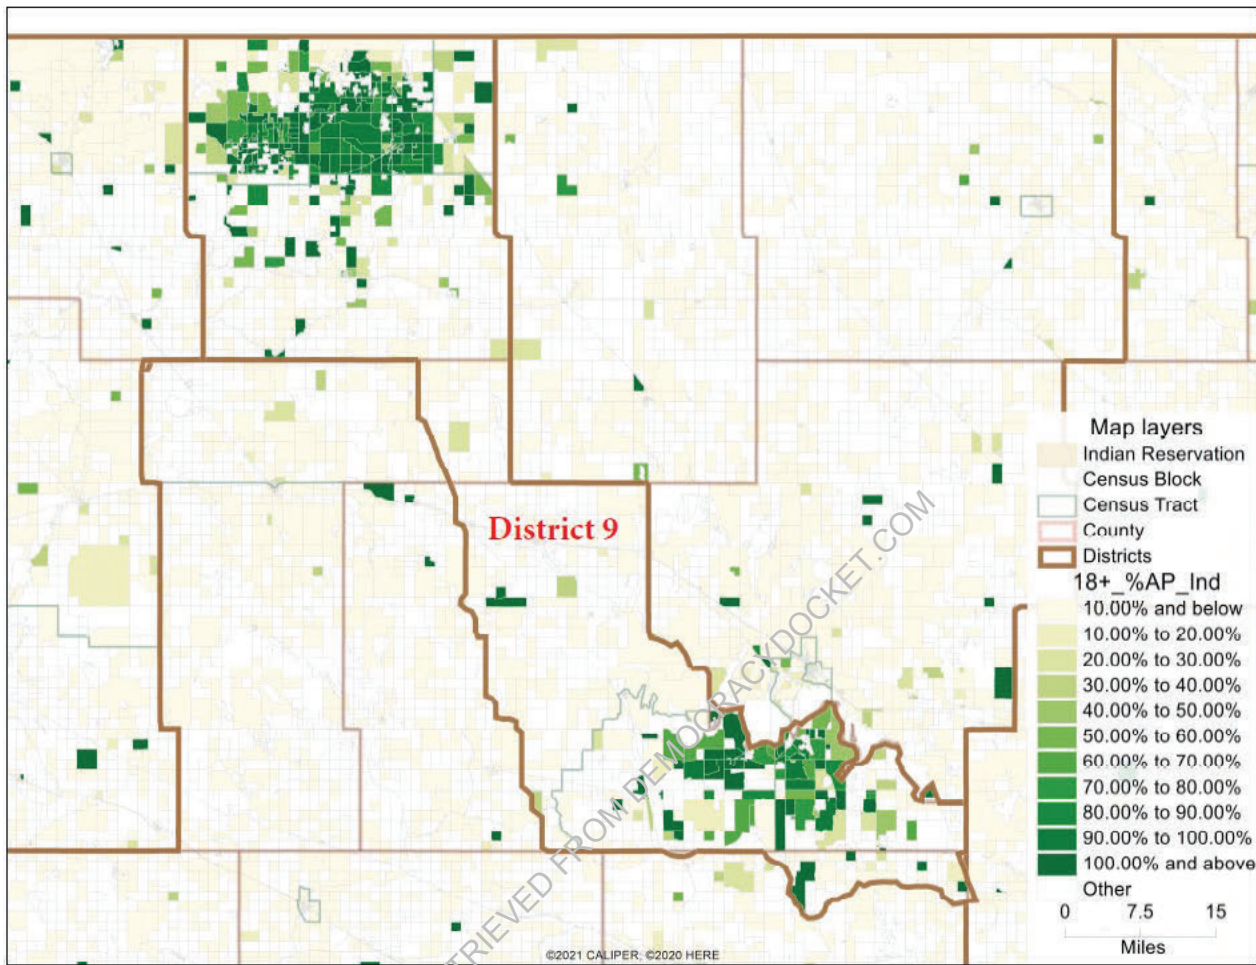 District 9
Map layers
Indian Reservation
Census Block
Census Tract
County
Districts
18+_%AP_Ind
10.00% and below
10.00% to 20.00%
20.00% to 30.00%
30.00% to 40.00%
40.00% to 50.00%
50.00% to 60.00%
60.00% to 70.00%
70.00% to 80.00%
80.00% to 90.00%
90.00% to 100.00%
100.00% and above
Other
0 7.5 15
Miles
TRIEVED FROM DEMOCRACYDOCKET.COM
©2021 CALIPER; ©2020 HERE